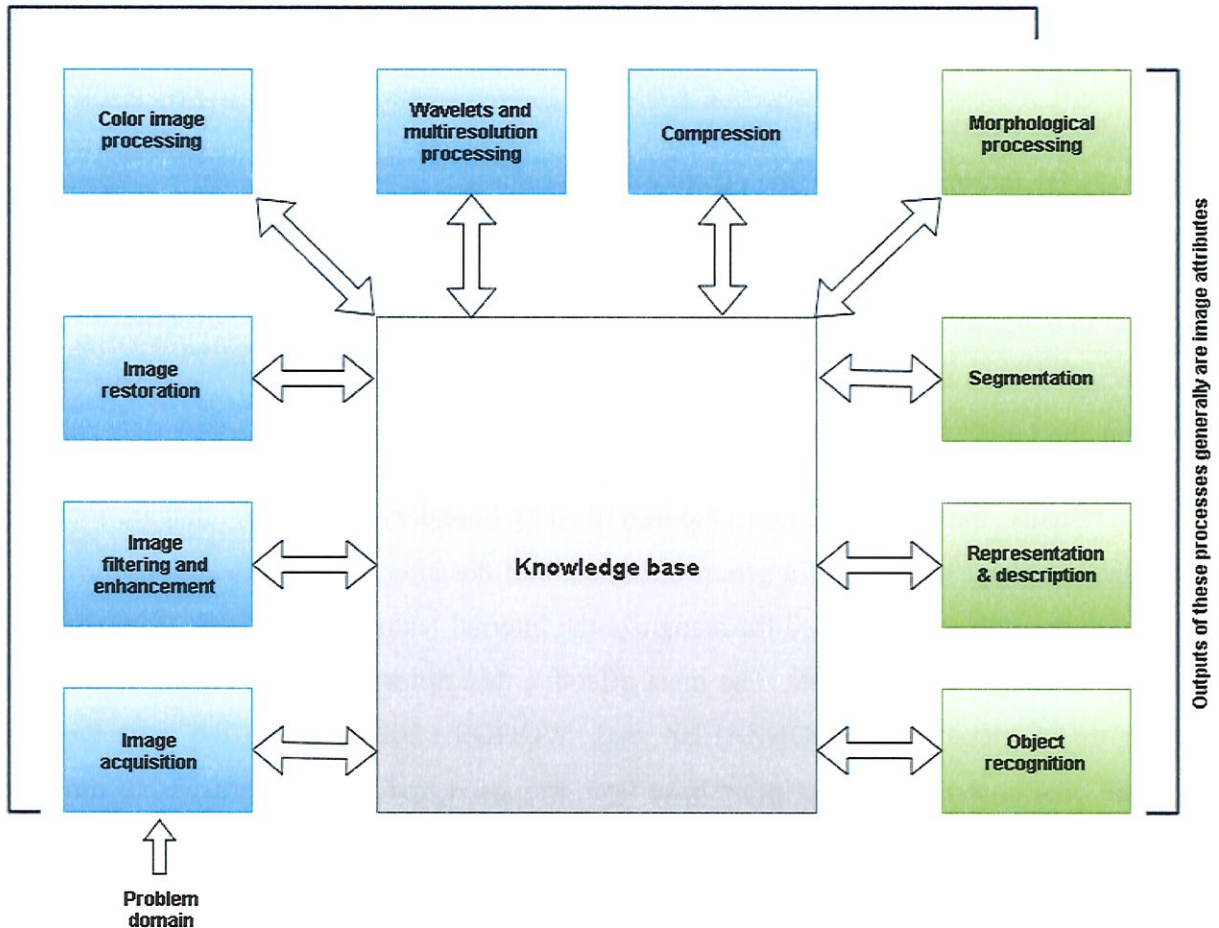 Color image
processing
Wavelets and
multiresolution
processing
Compression
Morphological
processing
Image
restoration
Segmentation
Image
filtering and
enhancement
Knowledge base
Representation
& description
Image
acquisition
Object
recognition
Problem
domain
Outputs of these processes generally are image attributes